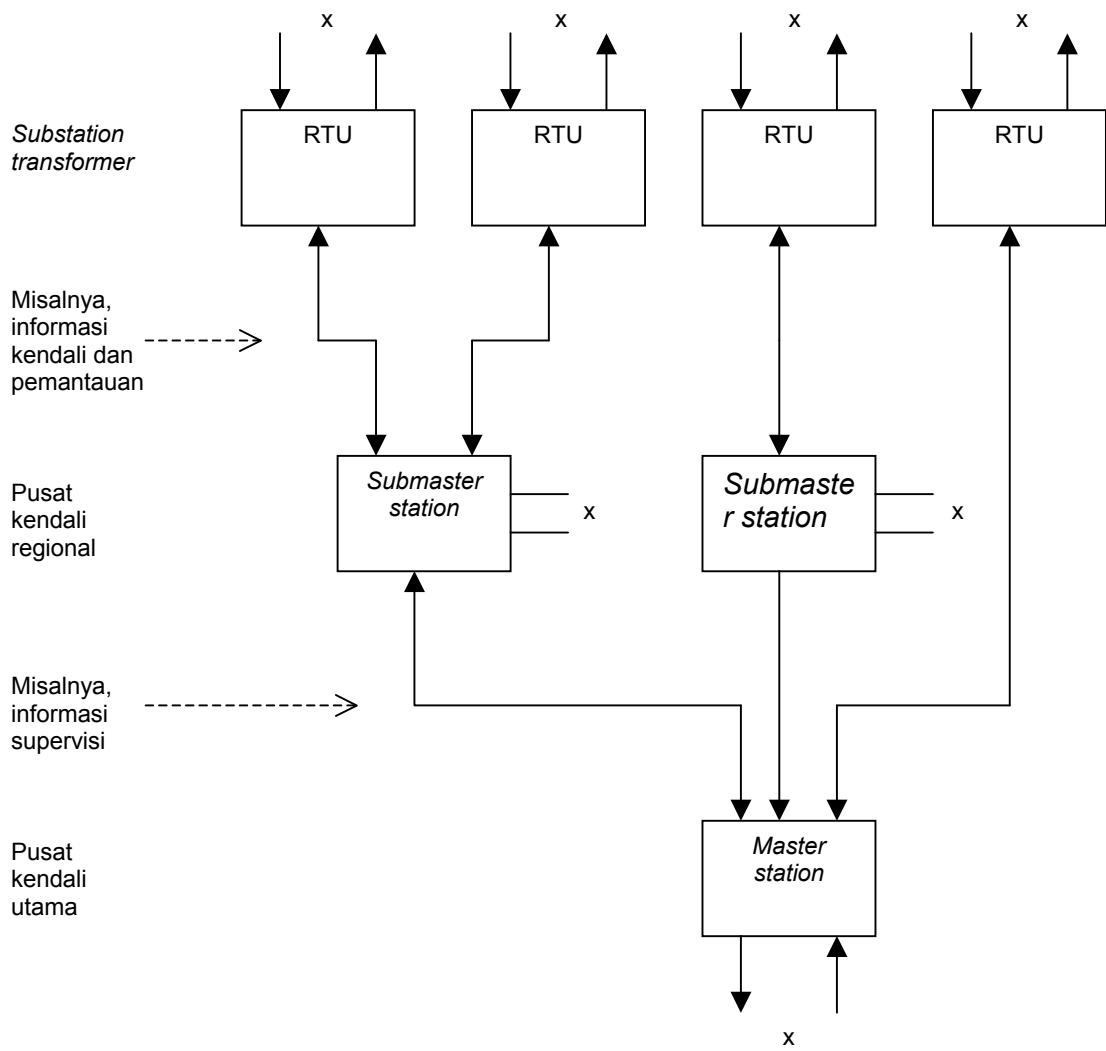 x x x x
RTU RTU RTU RTU
Substation
transformer
Misalnya,
informasi
kendali dan
pemantauan
Pusat
kendali
regional
Submaster
station
x
Submaste
r station
x
Misalnya,
informasi
supervisi
Pusat
kendali
utama
Master
station
x